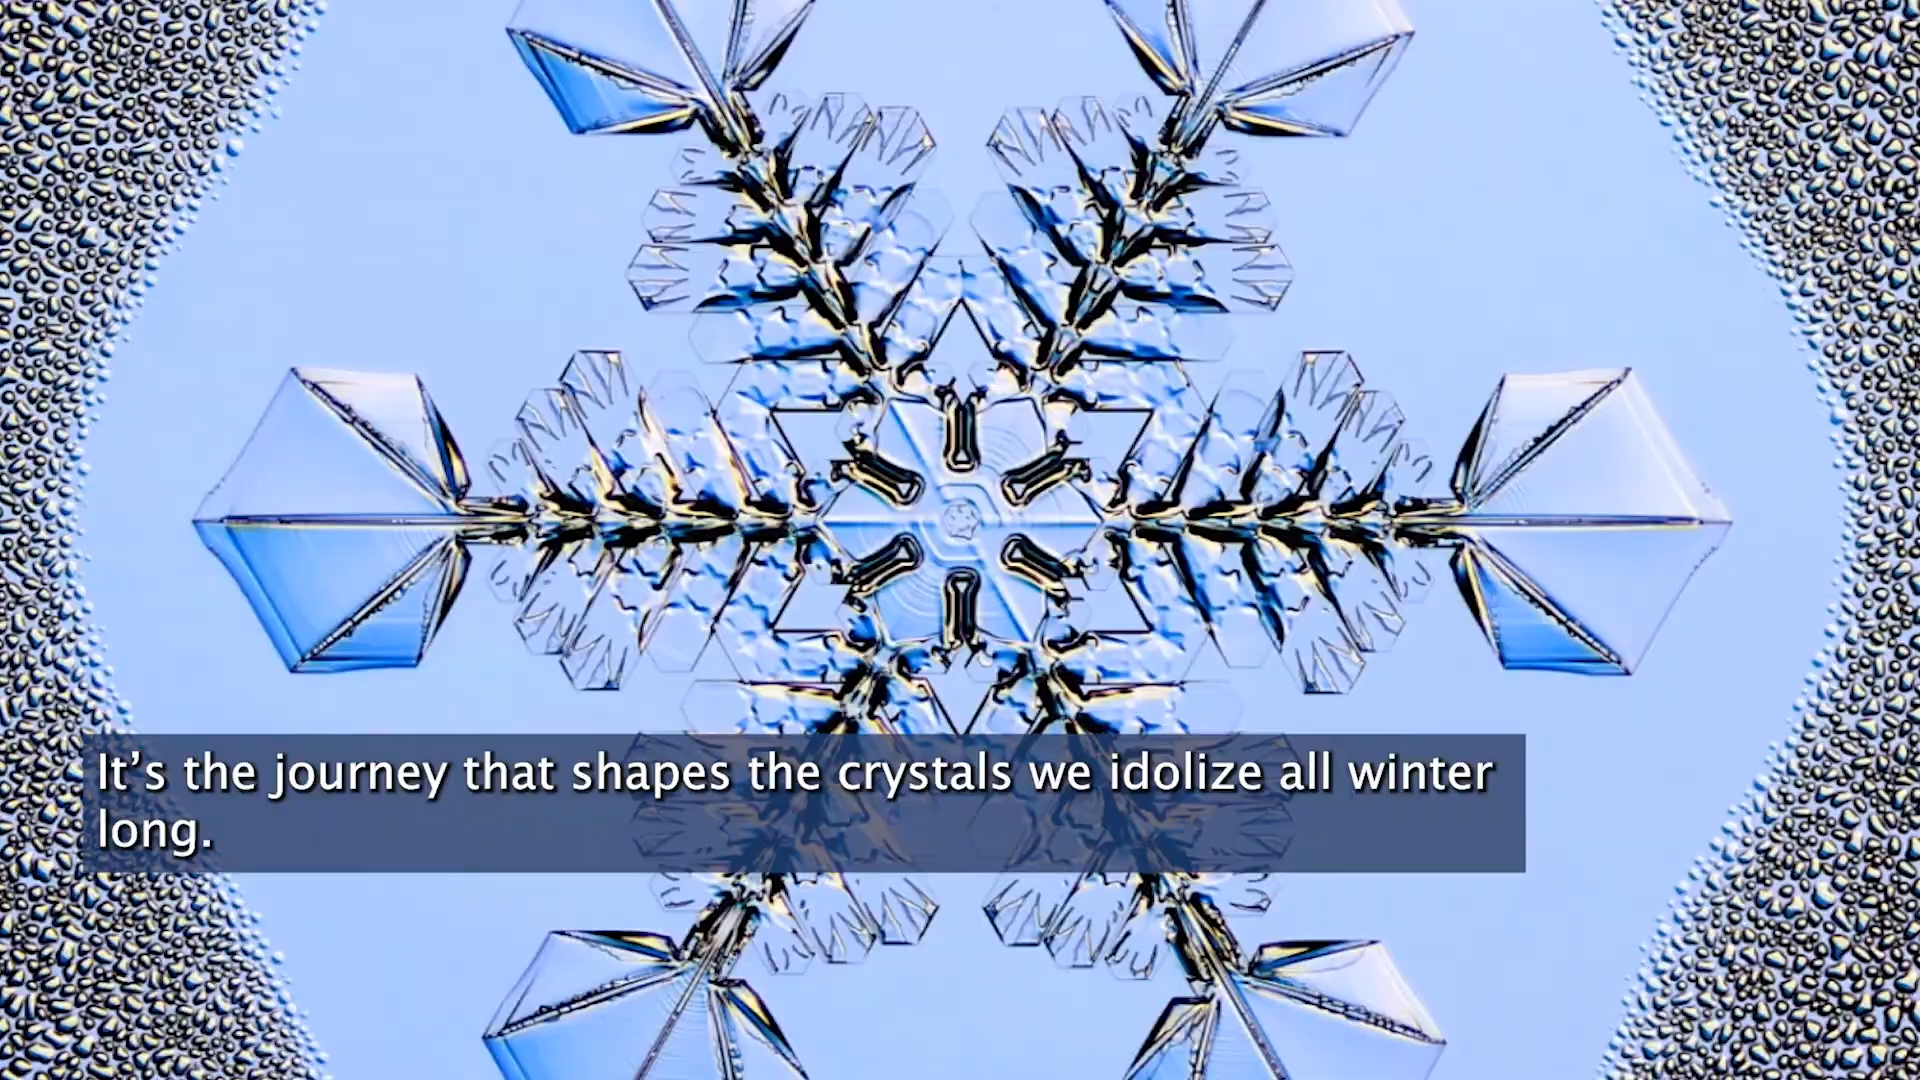 It’s the journey that shapes the crystals we idolize all winter
long.